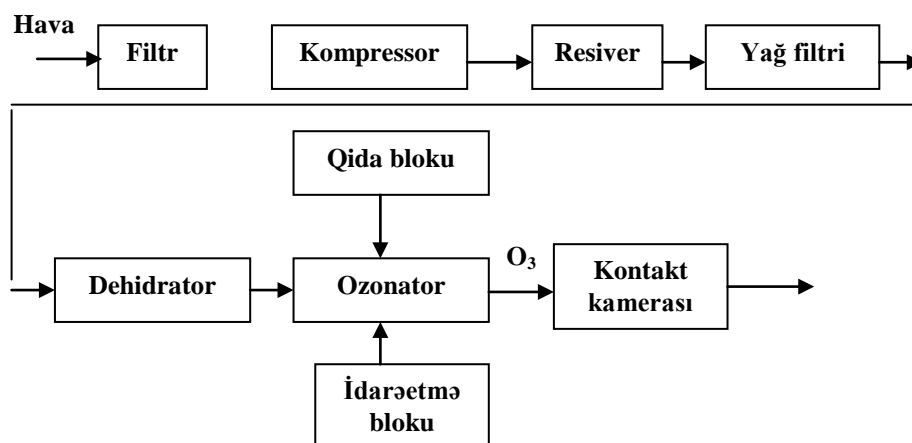 Hava
Filtr
Kompressor
Resiver
Yağ filtri
Qida bloku
Dehidrator
Ozonator
O₃
Kontakt
kamerası
İdarəetmə
bloku